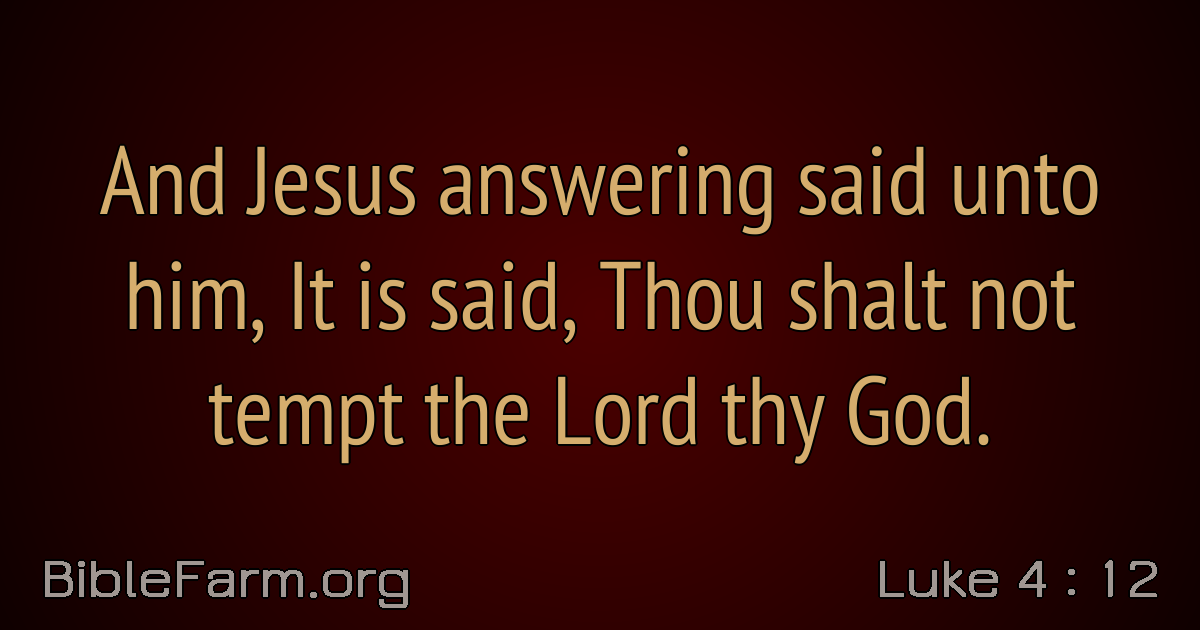 And Jesus answering said unto
him, It is said, Thou shalt not
tempt the Lord thy God.
BibleFarm.org
Luke 4 : 12